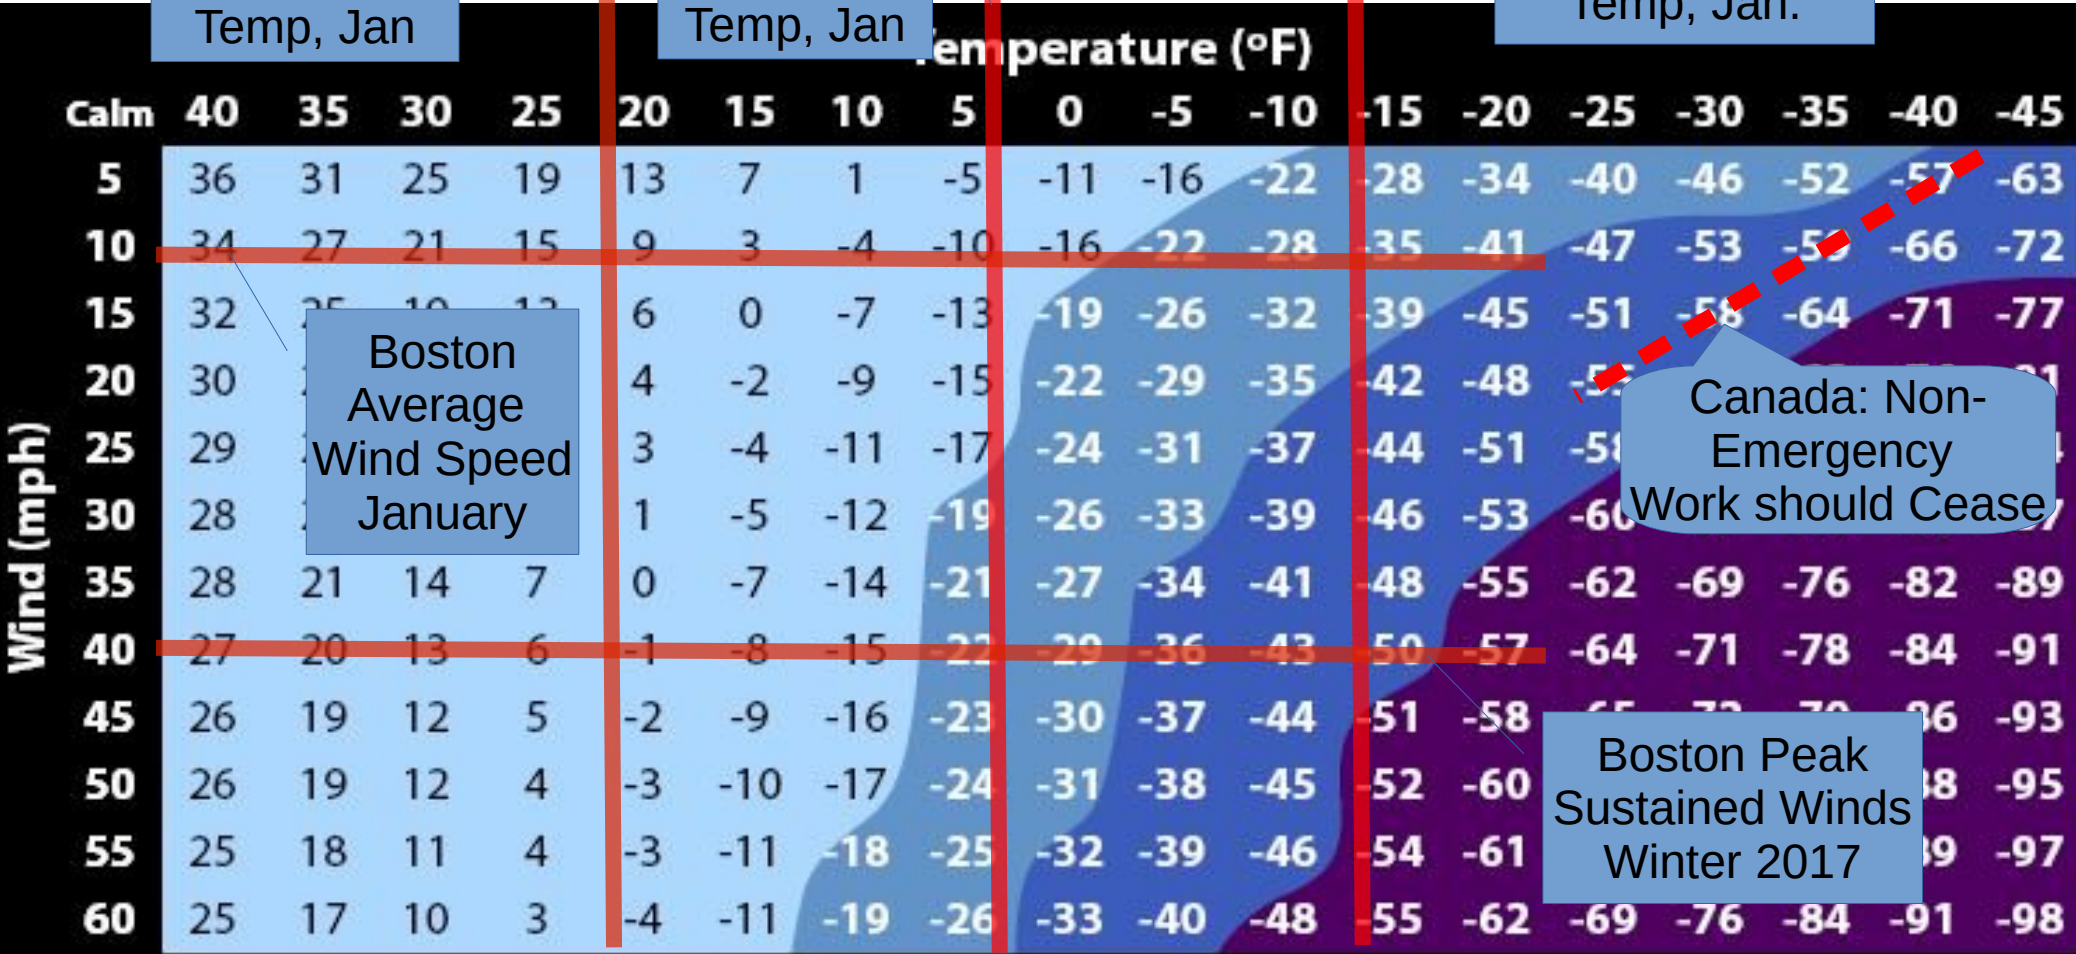 Temp, Jan
Temp, Jan
Temp, Jan.
Temperature (°F)
Calm 40 35 30 25 20 15 10 5 0 -5 -10 -15 -20 -25 -30 -35 -40 -45
5 36 31 25 19 13 7 1 -5 -11 -16 -22 -28 -34 -40 -46 -52 -57 -63
10 34 27 21 15 9 3 -4 -10 -16 -22 -28 -35 -41 -47 -53 -59 -66 -72
15 32 6 0 -7 -13 -19 -26 -32 -39 -45 -51 -58 -64 -71 -77
20 30 4 -2 -9 -15 -22 -29 -35 -42 -48 -55
25 29 3 -4 -11 -17 -24 -31 -37 -44 -51 -58
30 28 1 -5 -12 -19 -26 -33 -39 -46 -53 -60
35 28 21 14 7 0 -7 -14 -21 -27 -34 -41 -48 -55 -62 -69 -76 -82 -89
40 27 20 13 6 -1 -8 -15 -22 -29 -36 -43 -50 -57 -64 -71 -78 -84 -91
45 26 19 12 5 -2 -9 -16 -23 -30 -37 -44 -51 -58 -93
50 26 19 12 4 -3 -10 -17 -24 -31 -38 -45 -52 -60 -95
55 25 18 11 4 -3 -11 -18 -25 -32 -39 -46 -54 -61 -97
60 25 17 10 3 -4 -11 -19 -26 -33 -40 -48 -55 -62 -69 -76 -84 -91 -98
Wind (mph)
Boston
Average
Wind Speed
January
Canada: Non-
Emergency
Work should Cease
Boston Peak
Sustained Winds
Winter 2017